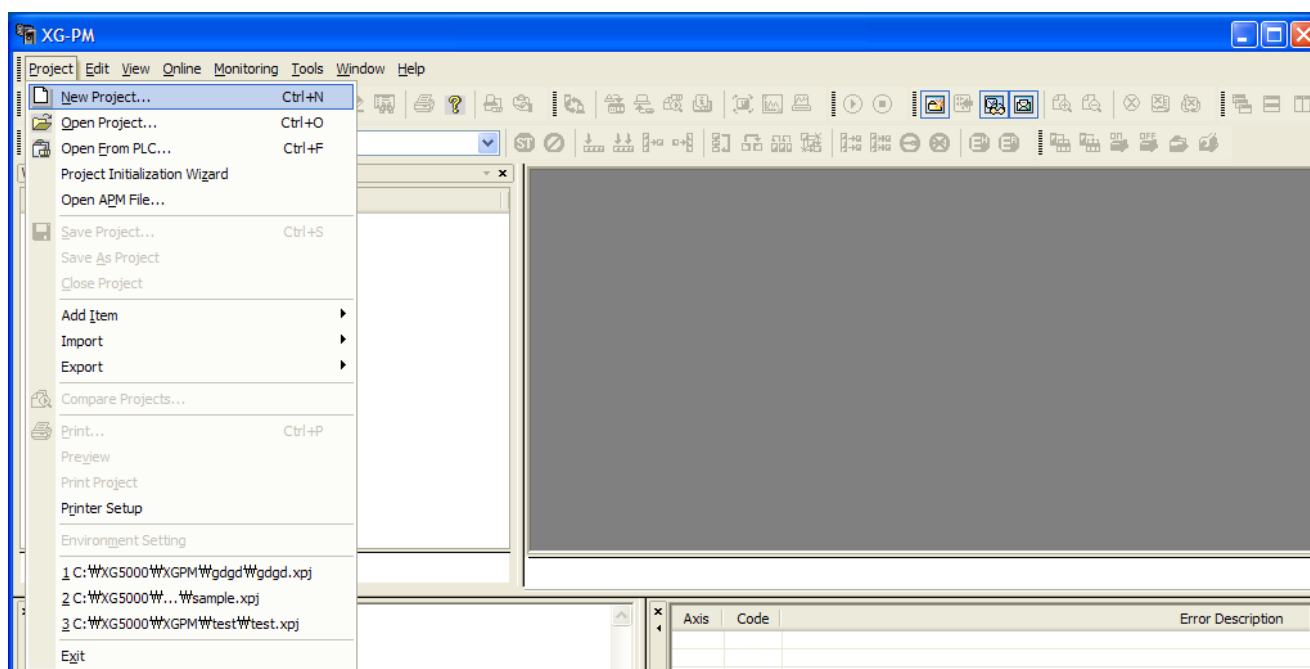 XG-PM
Project Edit View Online Monitoring Tools Window Help
New Project... Ctrl+N
Open Project... Ctrl+O
Open From PLC... Ctrl+F
Project Initialization Wizard
Open APM File...
Save Project... Ctrl+S
Save As Project
Close Project
Add Item
Import
Export
Compare Projects...
Print... Ctrl+P
Preview
Print Project
Printer Setup
Environment Setting
1 C:₩XG5000₩XGPM₩gdgd₩gdgd.xpj
2 C:₩XG5000₩...₩sample.xpj
3 C:₩XG5000₩XGPM₩test₩test.xpj
Exit
Axis Code Error Description